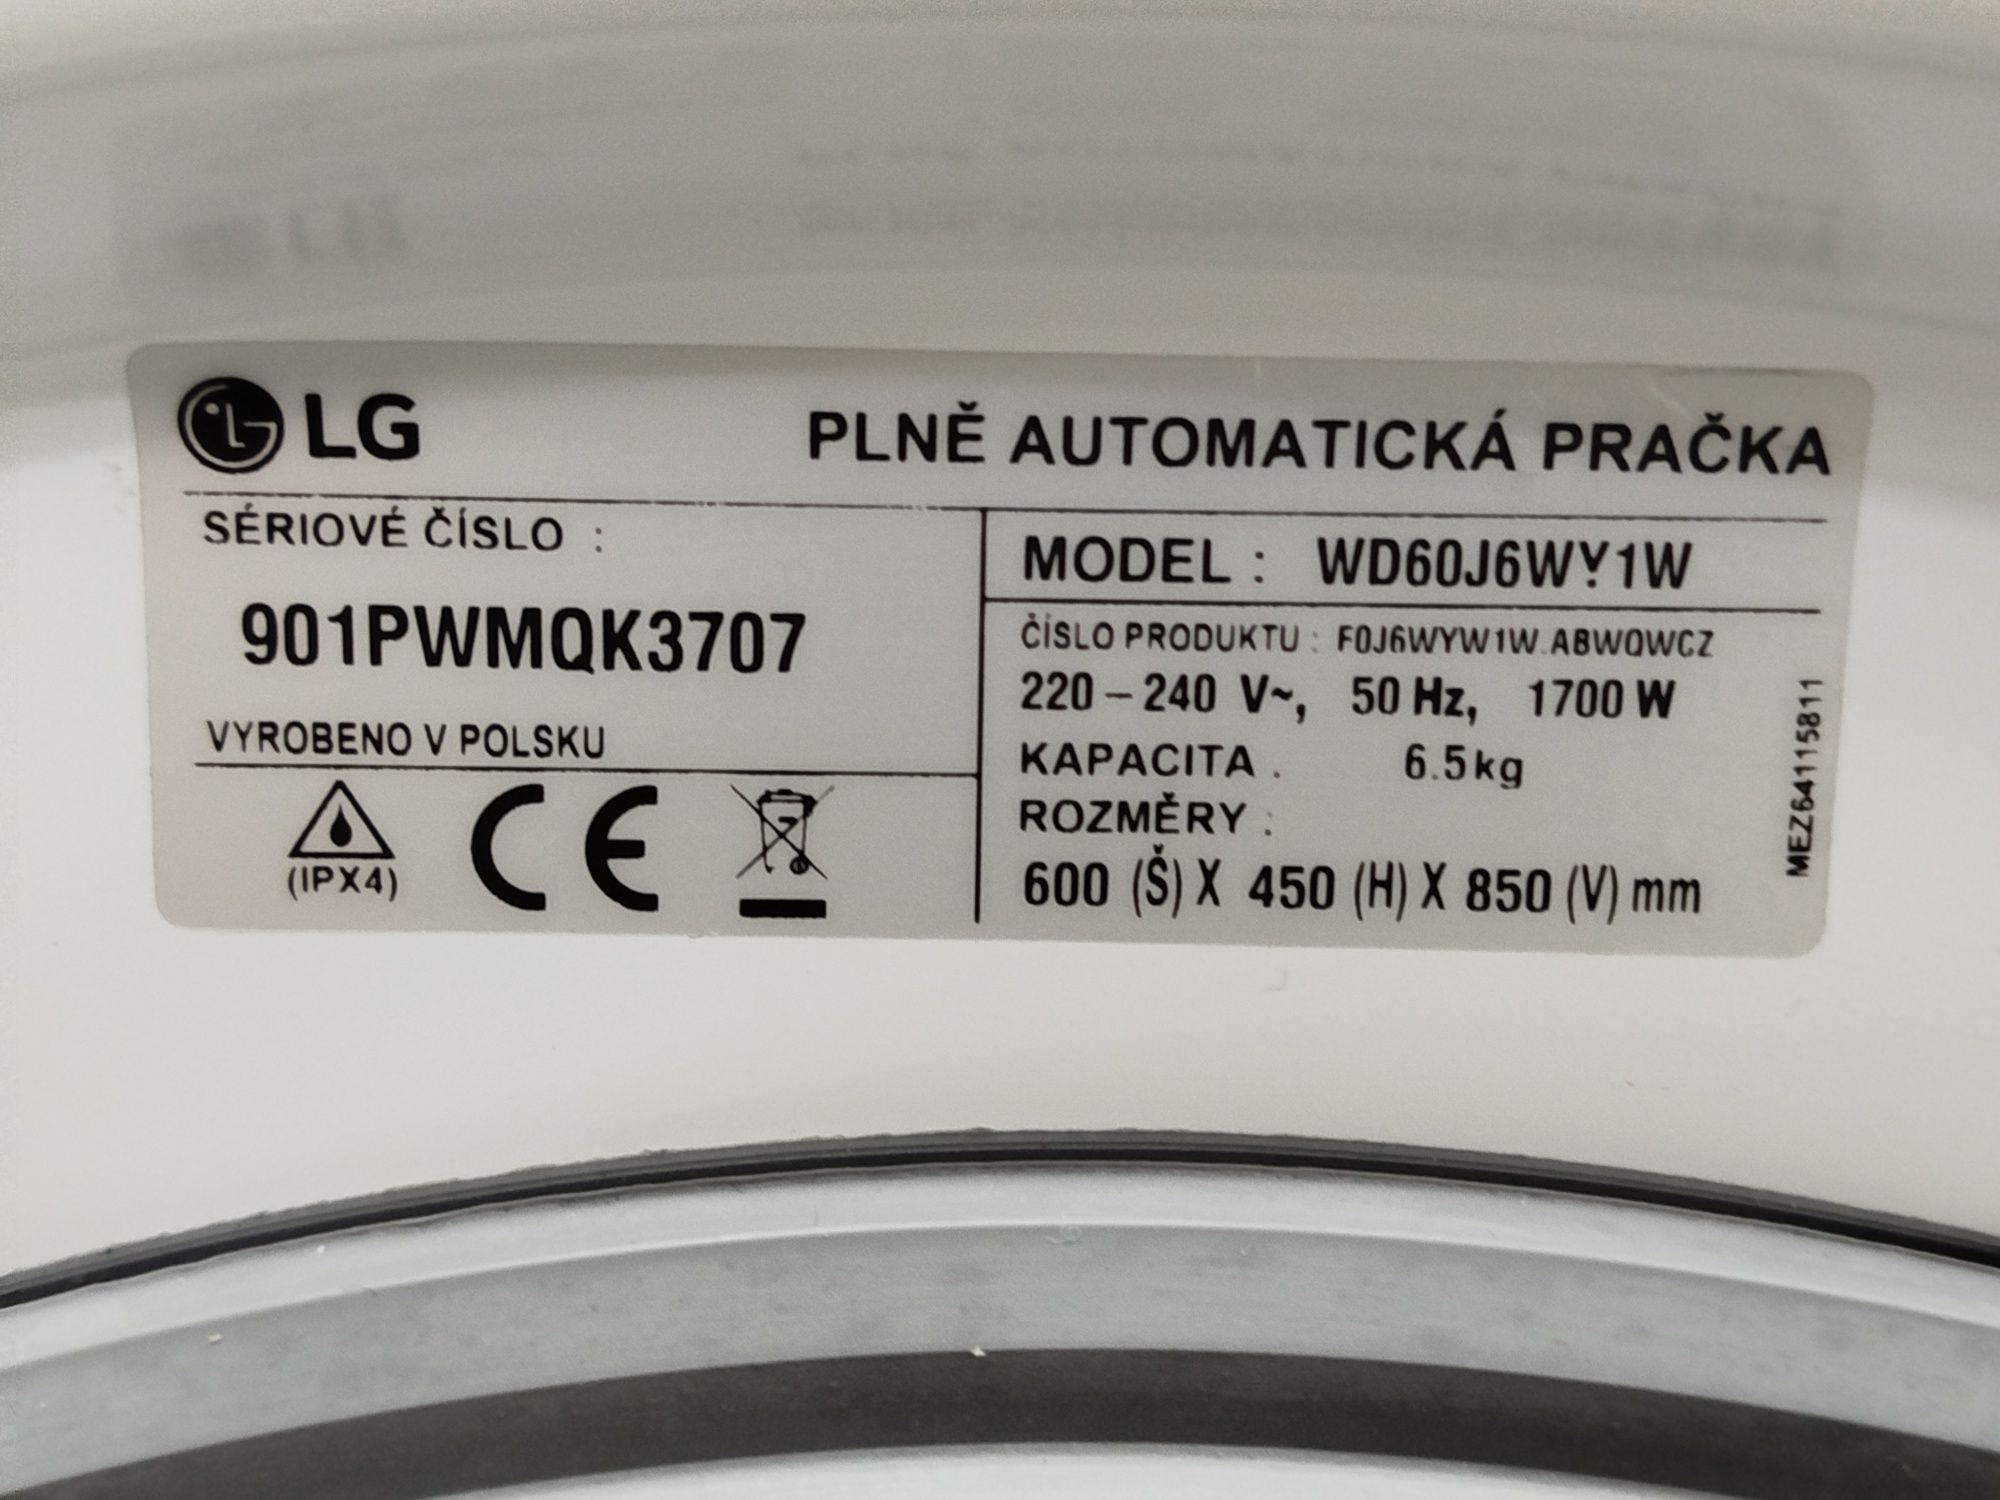 LG
PLNĚ AUTOMATICKÁ PRAČKA
SÉRIOVÉ ČÍSLO :
901PWMQK3707
VYROBENO V POLSKU
(IPX4)
CE
MODEL : WD60J6WY1W
ČÍSLO PRODUKTU : F0J6WYW1W.ABWQWCZ
220 – 240 V~, 50 Hz, 1700 W
KAPACITA : 6.5kg
ROZMĚRY :
600 (Š) X 450 (H) X 850 (V) mm
MEZ64115811